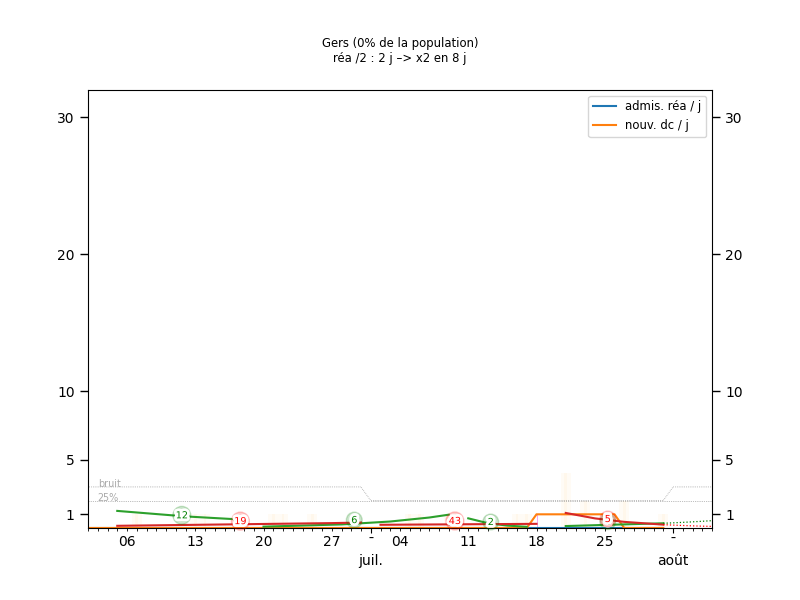 Gers (0% de la population)
réa /2 : 2 j –> x2 en 8 j
admis. réa / j
nouv. dc / j
30 30
20 20
10 10
5 5
bruit
25%
1 1
12 19 6 43 2 5
06 13 20 27 - 04 11 18 25 -
juil. août